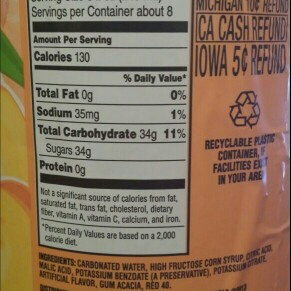 Servings per Container about 8
Amount Per Serving
Calories 130
% Daily Value*
Total Fat 0g 0%
Sodium 35mg 1%
Total Carbohydrate 34g 11%
Sugars 34g
Protein 0g
Not a significant source of calories from fat,
saturated fat, trans fat, cholesterol, dietary
fiber, vitamin A, vitamin C, calcium, and iron.
*Percent Daily Values are based on a 2,000
calorie diet.
INGREDIENTS: CARBONATED WATER, HIGH FRUCTOSE CORN SYRUP, CITRIC ACID,
MALIC ACID, POTASSIUM BENZOATE (A PRESERVATIVE), POTASSIUM CITRATE,
ARTIFICIAL FLAVOR, GUM ACACIA, RED 40.
MICHIGAN 10¢ REFUND
CA CASH REFUND
IOWA 5¢ REFUND
RECYCLABLE PLASTIC
CONTAINER, IF
FACILITIES EXIST
IN YOUR AREA